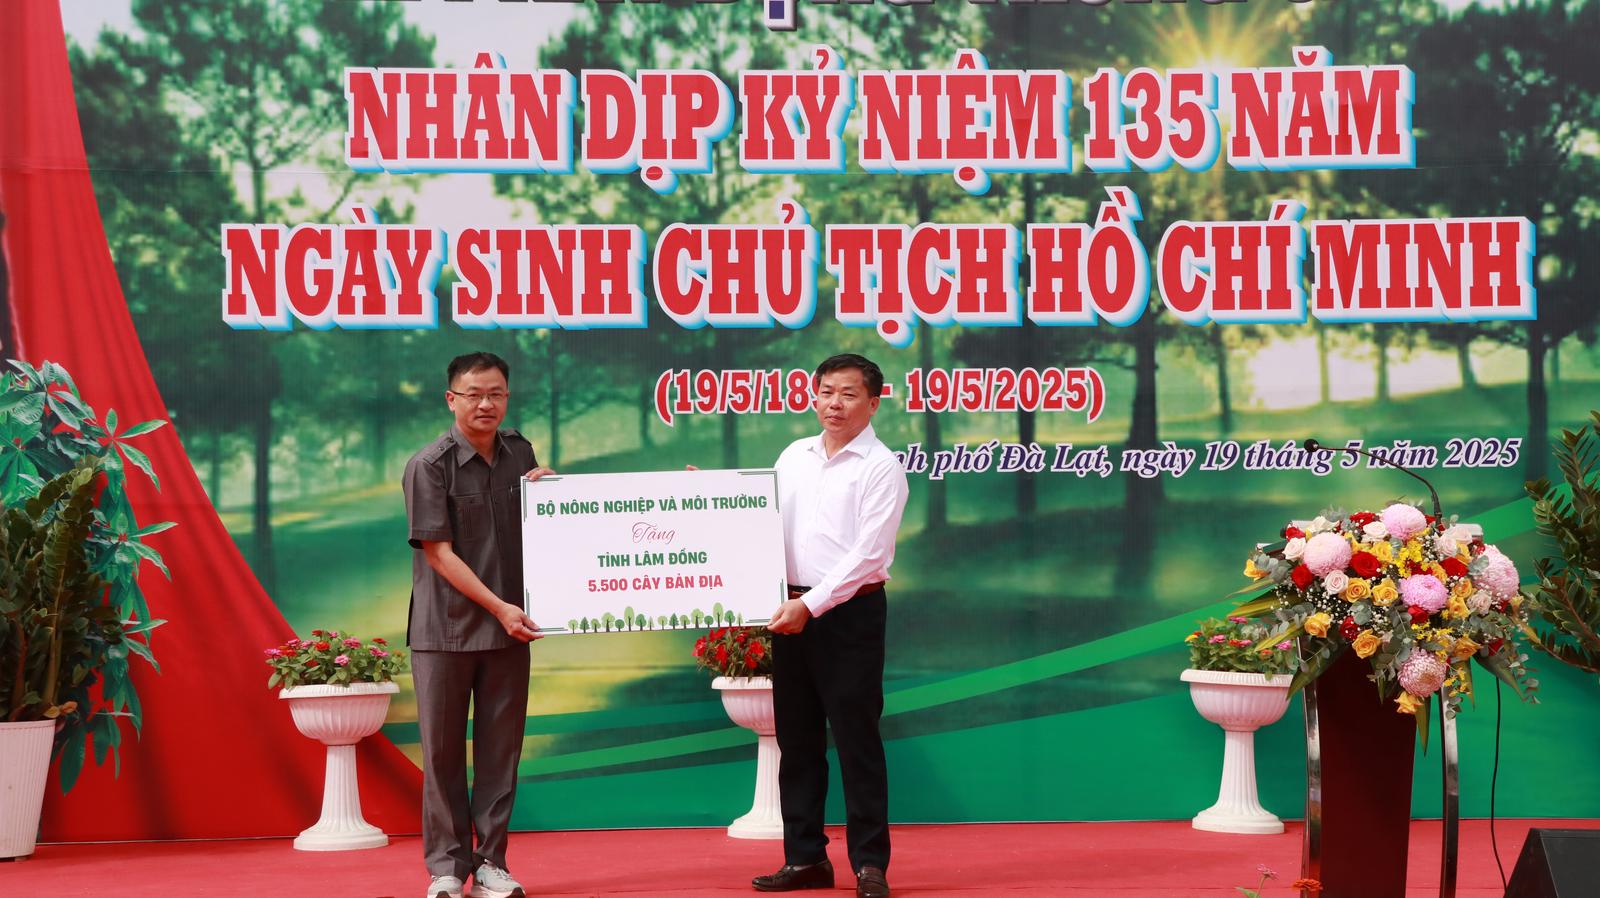 NHÂN DỊP KỶ NIỆM 135 NĂM
NGÀY SINH CHỦ TỊCH HỒ CHÍ MINH
(19/5/189 - 19/5/2025)
phố Đà Lạt, ngày 19 tháng 5 năm 2025
BỘ NÔNG NGHIỆP VÀ MÔI TRƯỜNG
Tặng
TỈNH LÂM ĐỒNG
5.500 CÂY BẢN ĐỊA